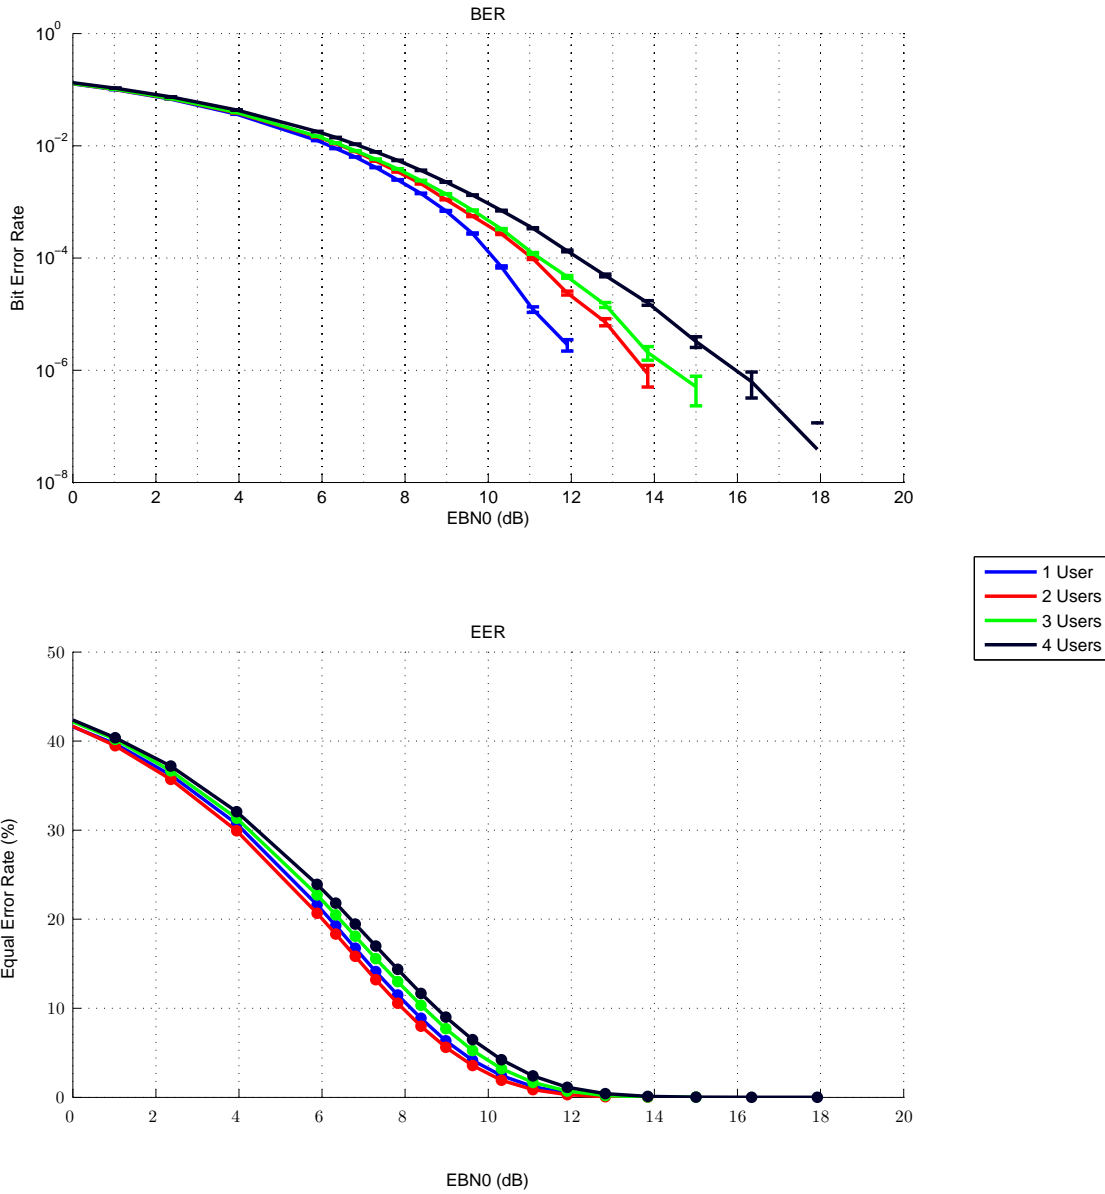 BER
10^0
10^−2
10^−4
10^−6
10^−8
Bit Error Rate
0 2 4 6 8 10 12 14 16 18 20
EBN0 (dB)
1 User
2 Users
3 Users
4 Users
EER
50
40
30
20
10
0
Equal Error Rate (%)
0 2 4 6 8 10 12 14 16 18 20
EBN0 (dB)